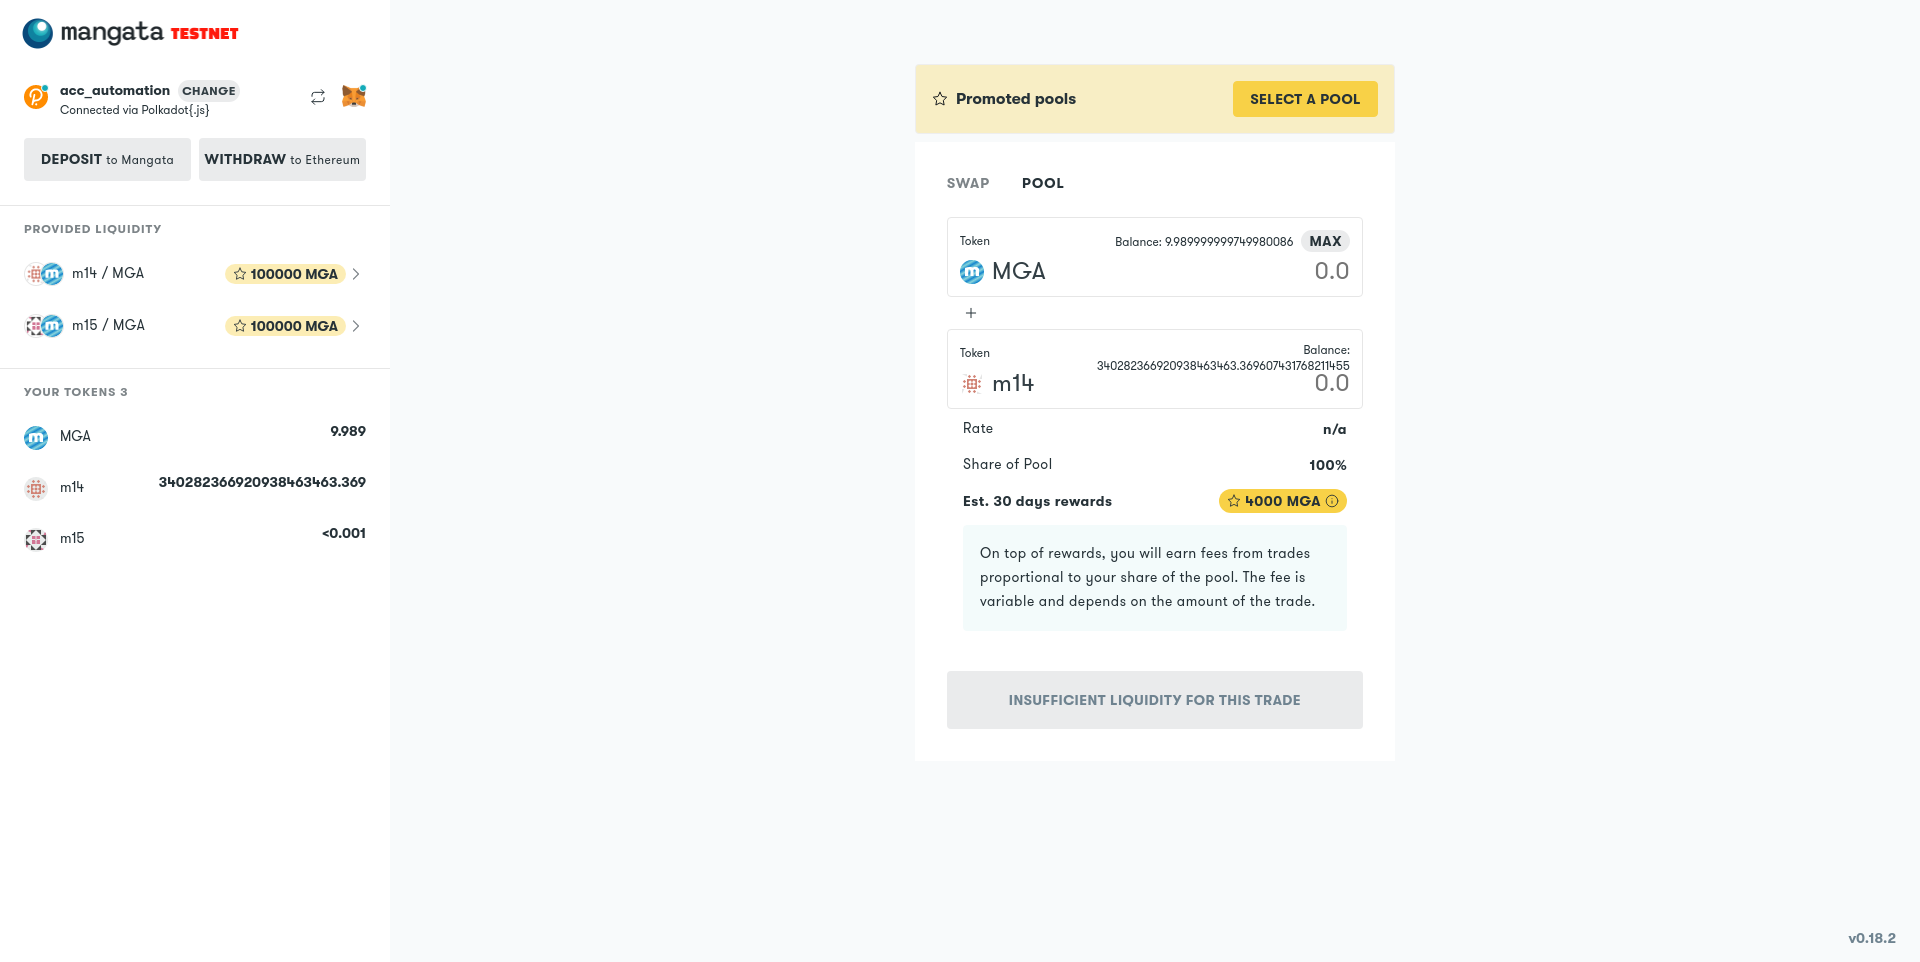 mangata TESTNET
acc_automation CHANGE
Connected via Polkadot{.js}
DEPOSIT to Mangata
WITHDRAW to Ethereum
PROVIDED LIQUIDITY
m14 / MGA
100000 MGA
m15 / MGA
100000 MGA
YOUR TOKENS 3
MGA
9.989
m14
340282366920938463463.369
m15
<0.001
Promoted pools
SELECT A POOL
SWAP
POOL
Token
Balance: 9.989999999749980086
MAX
MGA
0.0
+
Token
Balance:
340282366920938463463.369607431768211455
m14
0.0
Rate
n/a
Share of Pool
100%
Est. 30 days rewards
4000 MGA
On top of rewards, you will earn fees from trades
proportional to your share of the pool. The fee is
variable and depends on the amount of the trade.
INSUFFICIENT LIQUIDITY FOR THIS TRADE
v0.18.2